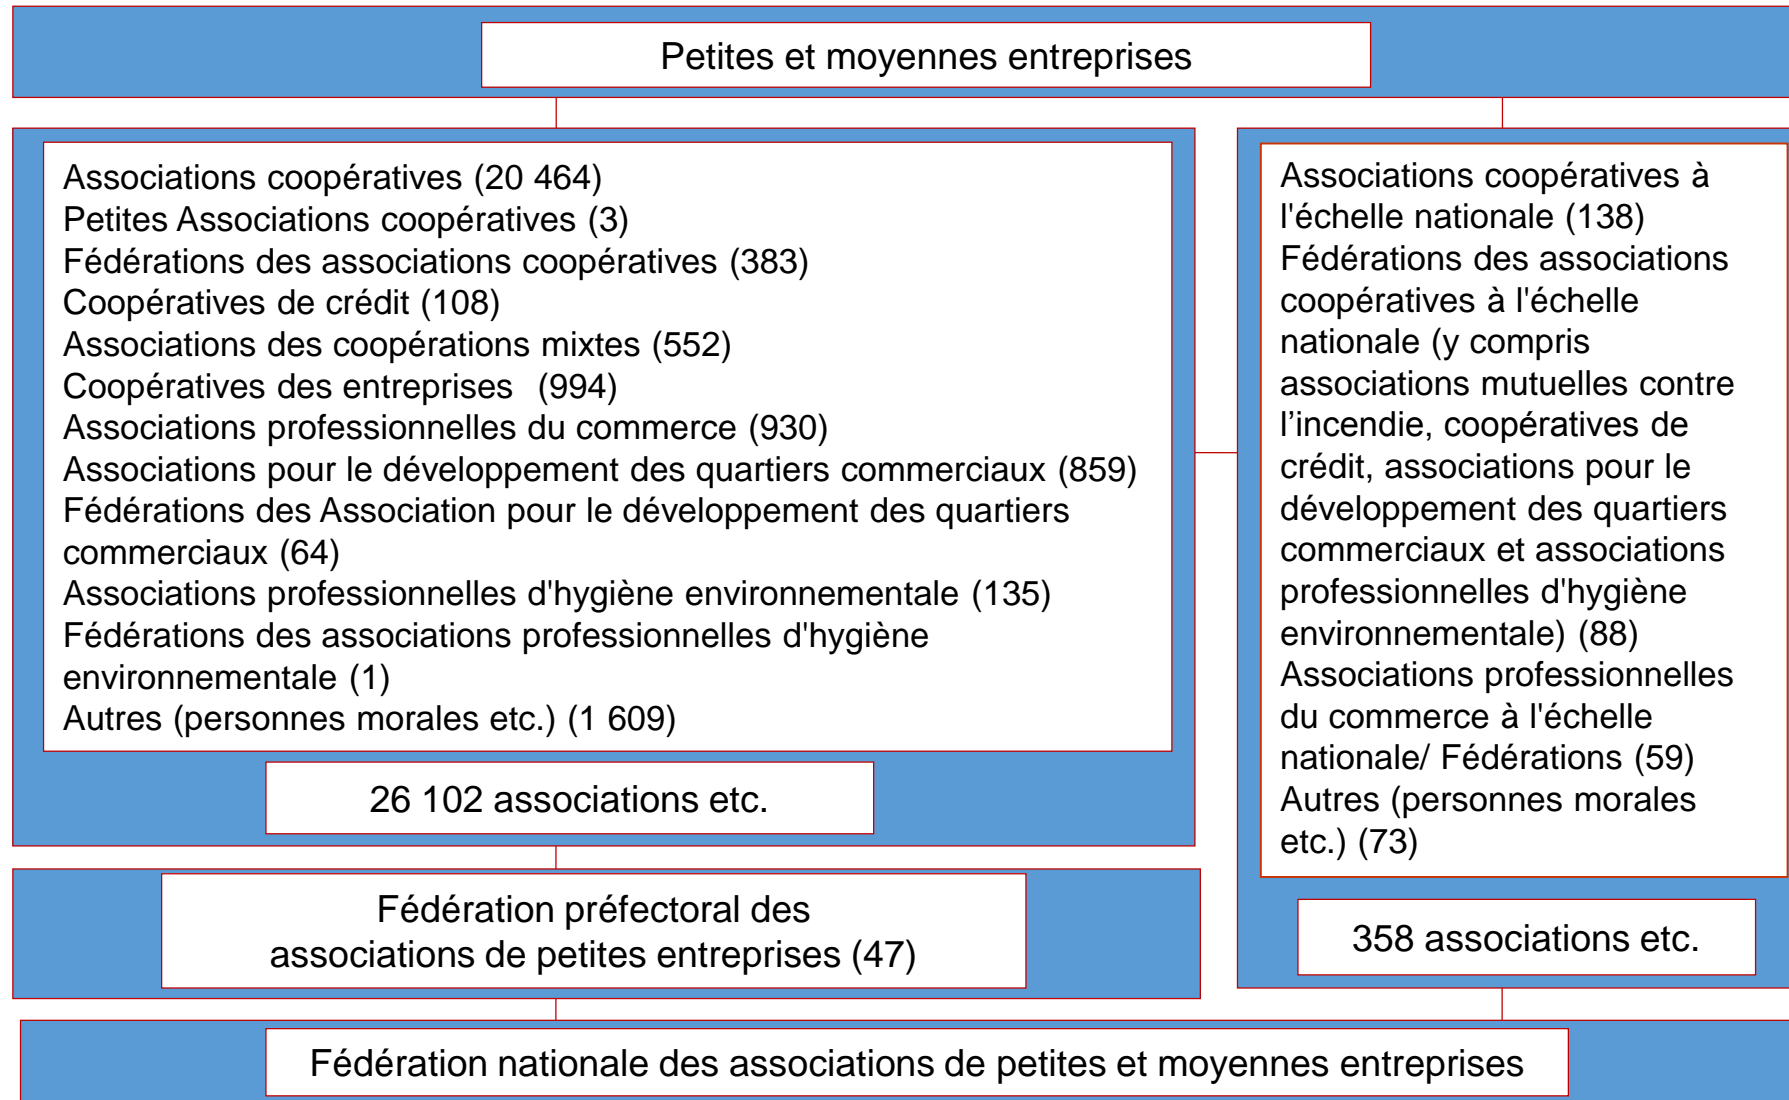 Petites et moyennes entreprises
Associations coopératives (20 464)
Petites Associations coopératives (3)
Fédérations des associations coopératives (383)
Coopératives de crédit (108)
Associations des coopérations mixtes (552)
Coopératives des entreprises (994)
Associations professionnelles du commerce (930)
Associations pour le développement des quartiers commerciaux (859)
Fédérations des Association pour le développement des quartiers
commerciaux (64)
Associations professionnelles d'hygiène environnementale (135)
Fédérations des associations professionnelles d'hygiène
environnementale (1)
Autres (personnes morales etc.) (1 609)
26 102 associations etc.
Associations coopératives à
l'échelle nationale (138)
Fédérations des associations
coopératives à l'échelle
nationale (y compris
associations mutuelles contre
l’incendie, coopératives de
crédit, associations pour le
développement des quartiers
commerciaux et associations
professionnelles d'hygiène
environnementale) (88)
Associations professionnelles
du commerce à l'échelle
nationale/ Fédérations (59)
Autres (personnes morales
etc.) (73)
358 associations etc.
Fédération préfectoral des
associations de petites entreprises (47)
Fédération nationale des associations de petites et moyennes entreprises